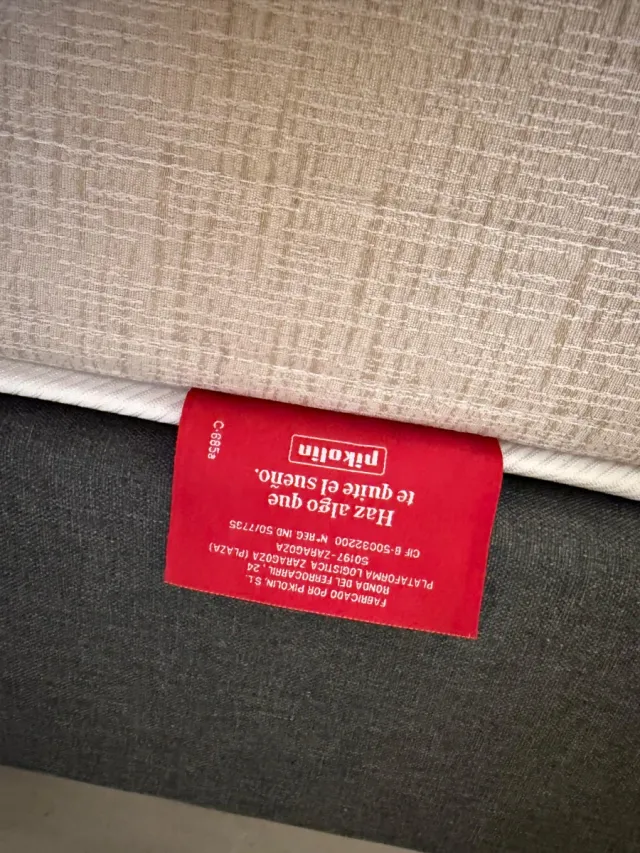 FABRICADO POR PIKOLIN, S.L.
RONDA DEL FERROCARRIL, 24
PLATAFORMA LOGISTICA ZARAGOZA (PLAZA)
50197-ZARAGOZA
CIF B-50032200 N°REG. IND 50/7735
Haz algo que
te quite el sueño.
pikolin
C-685a